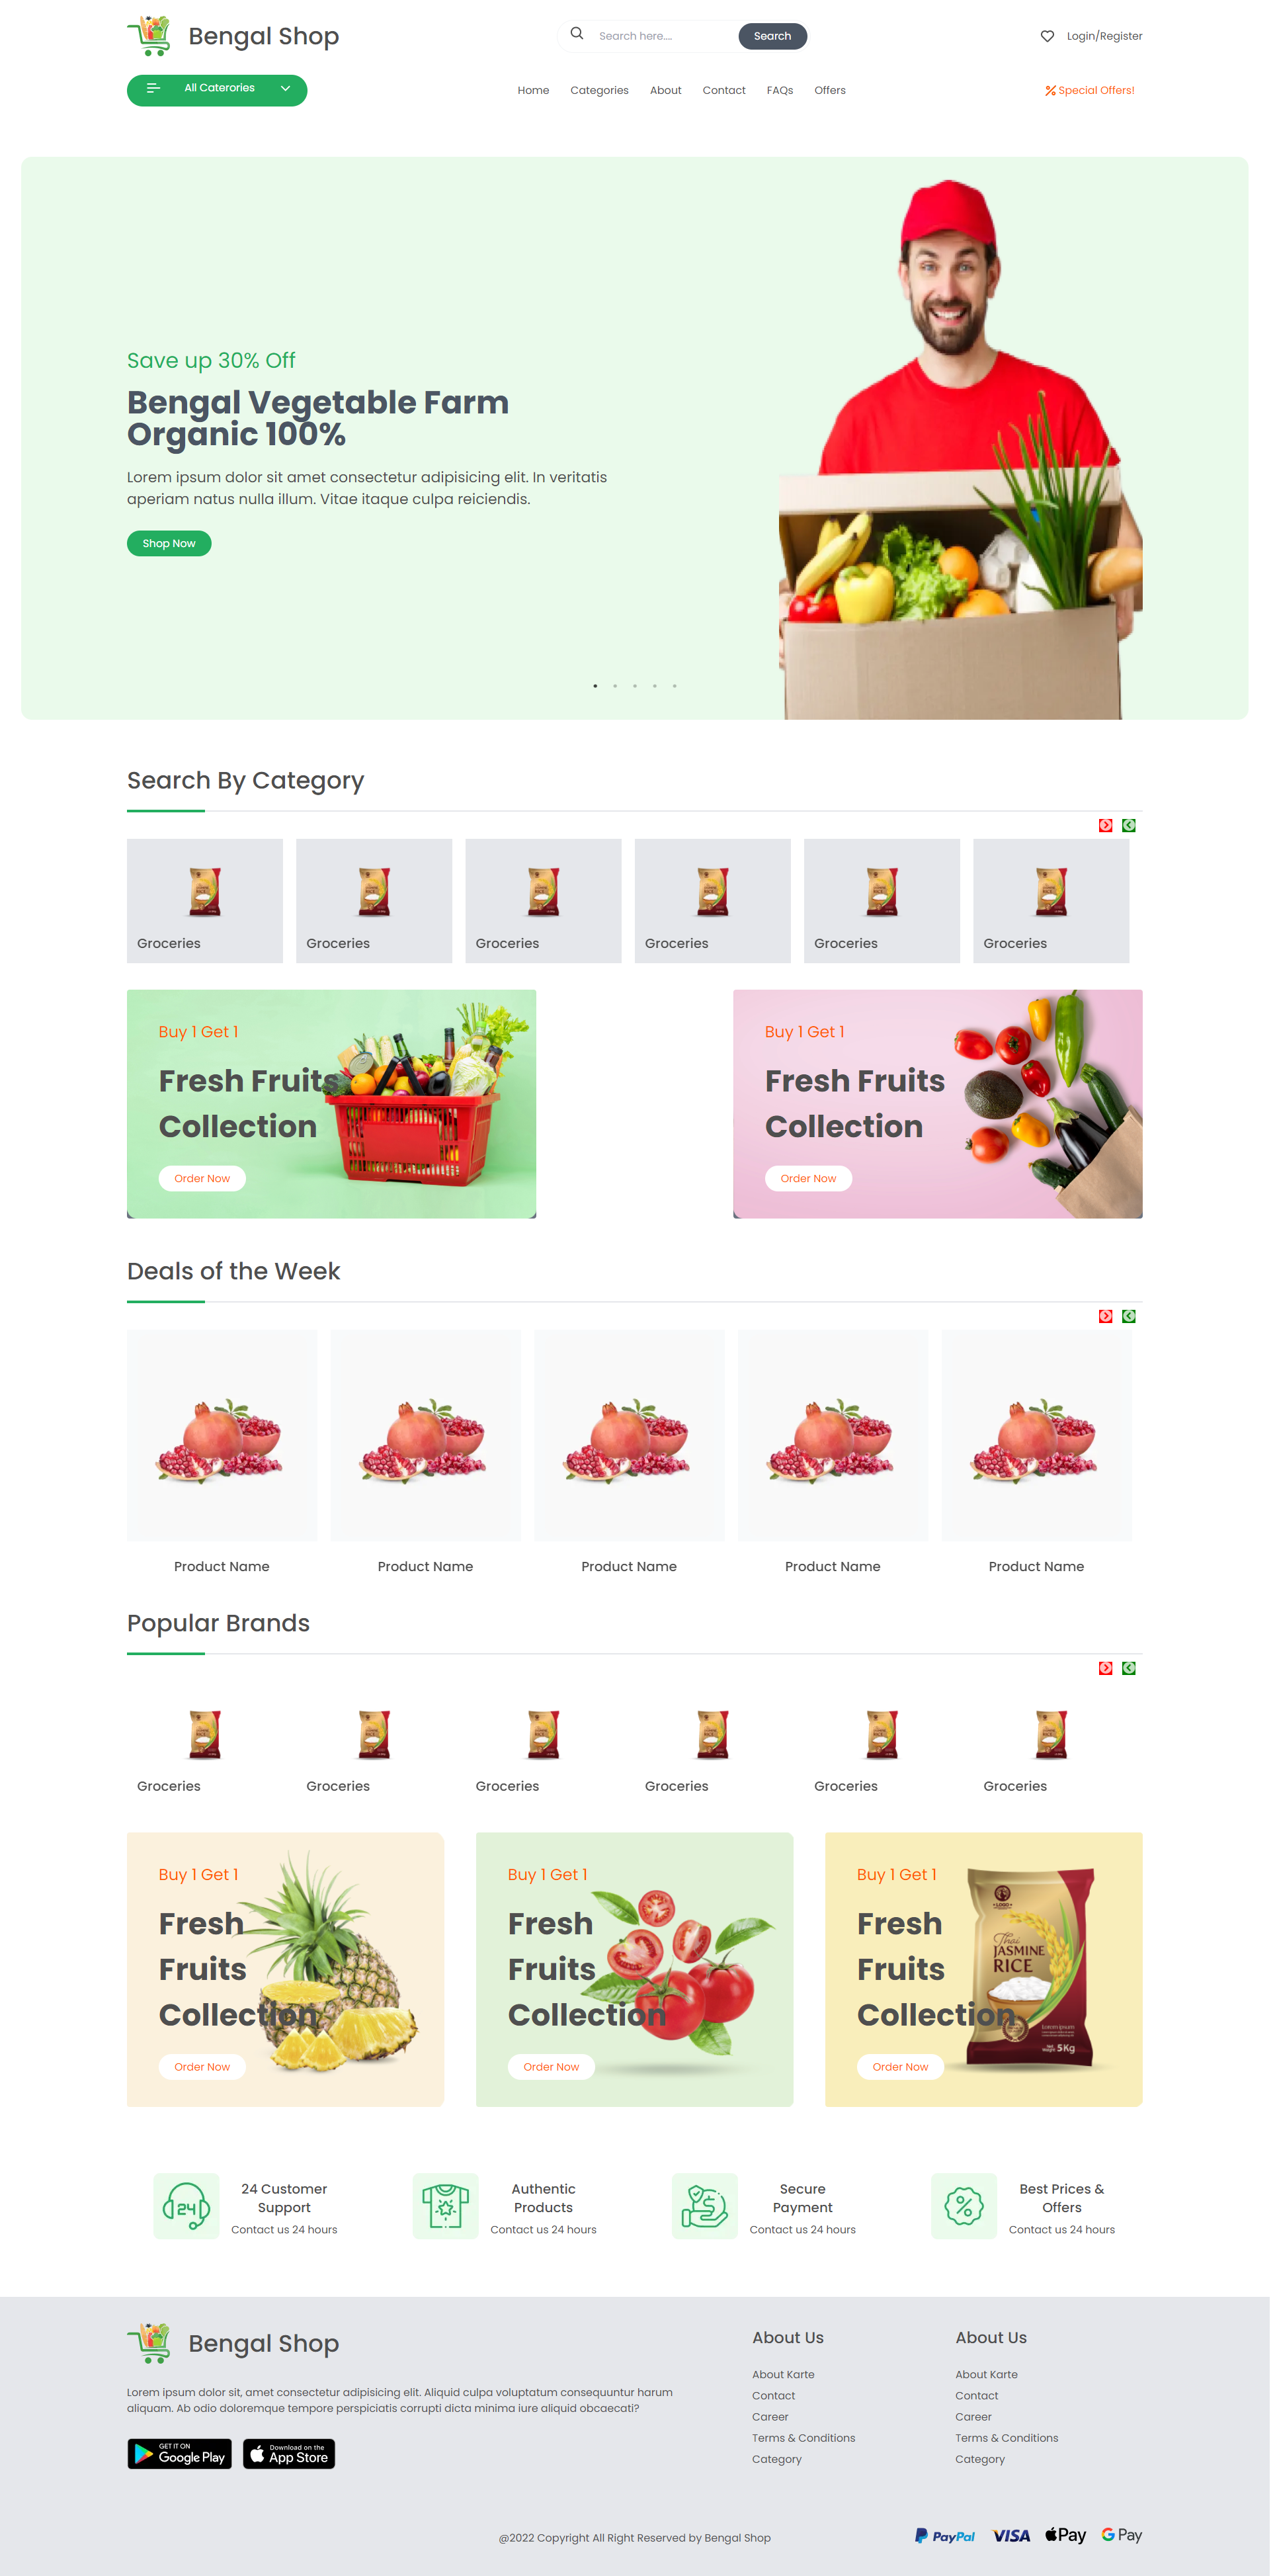 Bengal Shop
Search here....
Search
Login/Register
All Caterories
Home
Categories
About
Contact
FAQs
Offers
Special Offers!
Save up 30% Off
Bengal Vegetable Farm
Organic 100%
Lorem ipsum dolor sit amet consectetur adipisicing elit. In veritatis
aperiam natus nulla illum. Vitae itaque culpa reiciendis.
Shop Now
Search By Category
Groceries
Groceries
Groceries
Groceries
Groceries
Groceries
Buy 1 Get 1
Fresh Fruits
Collection
Order Now
Buy 1 Get 1
Fresh Fruits
Collection
Order Now
Deals of the Week
Product Name
Product Name
Product Name
Product Name
Product Name
Popular Brands
Groceries
Groceries
Groceries
Groceries
Groceries
Groceries
Buy 1 Get 1
Fresh
Fruits
Collection
Order Now
Buy 1 Get 1
Fresh
Fruits
Collection
Order Now
Buy 1 Get 1
Fresh
Fruits
Collection
Order Now
LOGO
Thai
JASMINE
RICE
Lorem ipsum
5Kg
24
24 Customer
Support
Contact us 24 hours
Authentic
Products
Contact us 24 hours
Secure
Payment
Contact us 24 hours
Best Prices &
Offers
Contact us 24 hours
Bengal Shop
Lorem ipsum dolor sit, amet consectetur adipisicing elit. Aliquid culpa voluptatum consequuntur harum
aliquam. Ab odio doloremque tempore perspiciatis corrupti dicta minima iure aliquid obcaecati?
GET IT ON
Google Play
Download on the
App Store
About Us
About Karte
Contact
Career
Terms & Conditions
Category
About Us
About Karte
Contact
Career
Terms & Conditions
Category
@2022 Copyright All Right Reserved by Bengal Shop
PayPal
VISA
Pay
G Pay